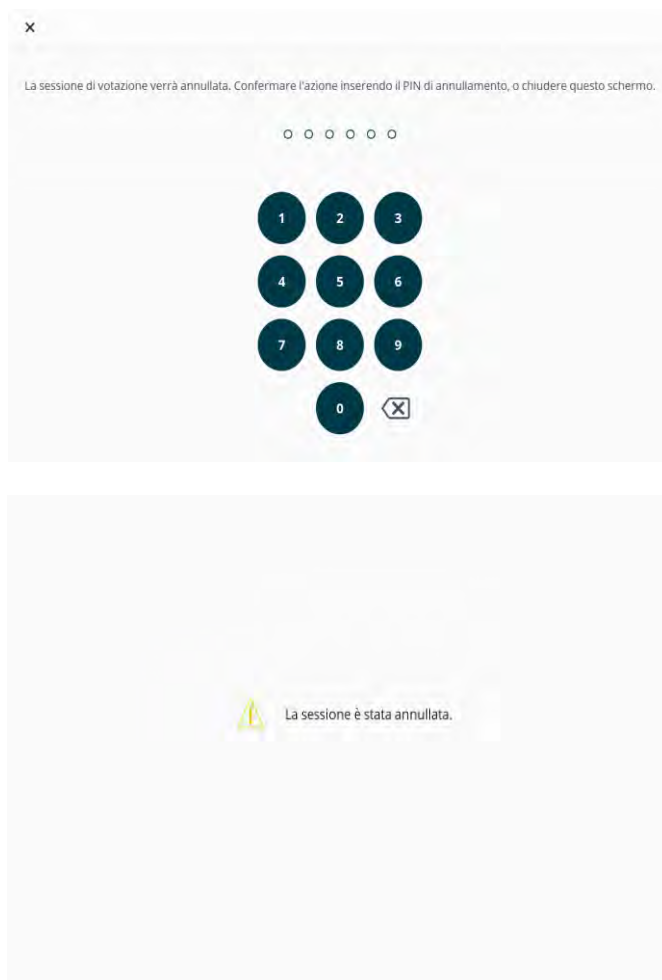 La sessione di votazione verrà annullata. Confermare l'azione inserendo il PIN di annullamento, o chiudere questo schermo.
1 2 3
4 5 6
7 8 9
0
La sessione è stata annullata.